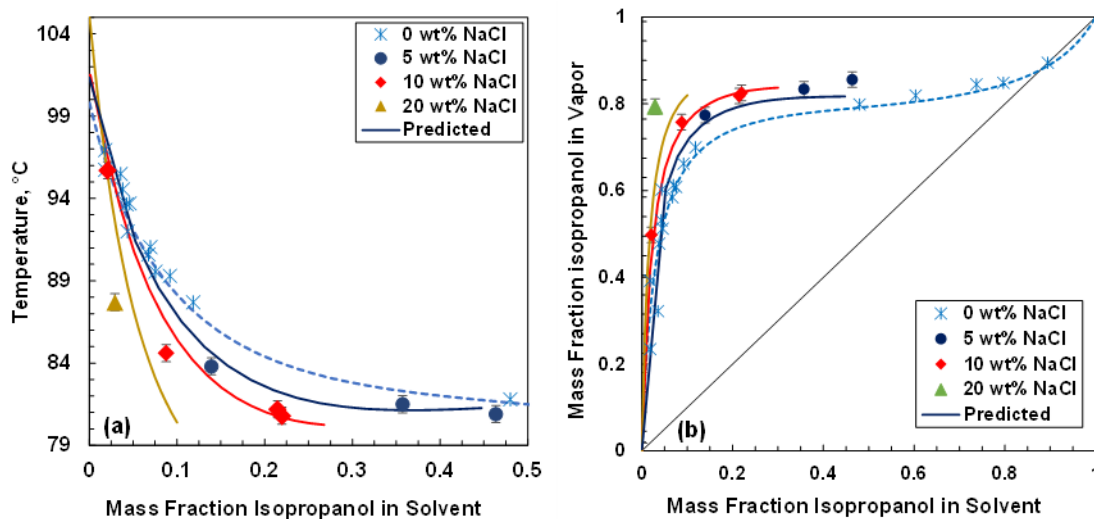 104
99
94
89
84
79
Temperature, °C
0 wt% NaCl
5 wt% NaCl
10 wt% NaCl
20 wt% NaCl
Predicted
(a)
0 0.1 0.2 0.3 0.4 0.5
Mass Fraction Isopropanol in Solvent
1
0.8
0.6
0.4
0.2
0
Mass Fraction isopropanol in Vapor
0 wt% NaCl
5 wt% NaCl
10 wt% NaCl
20 wt% NaCl
Predicted
(b)
0 0.2 0.4 0.6 0.8 1
Mass Fraction Isopropanol in Solvent